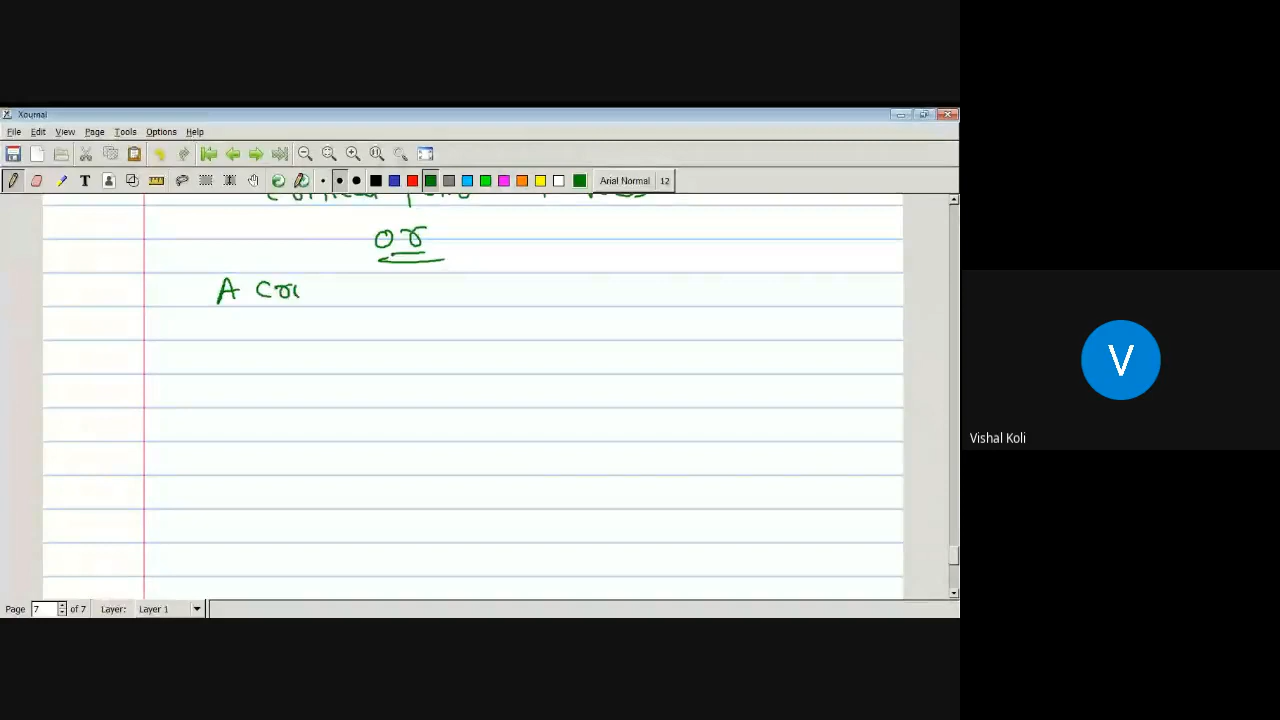 Xournal
File Edit View Page Tools Options Help
T Arial Normal 12
or
A Cri
V
Vishal Koli
Page 7 of 7 Layer: Layer 1